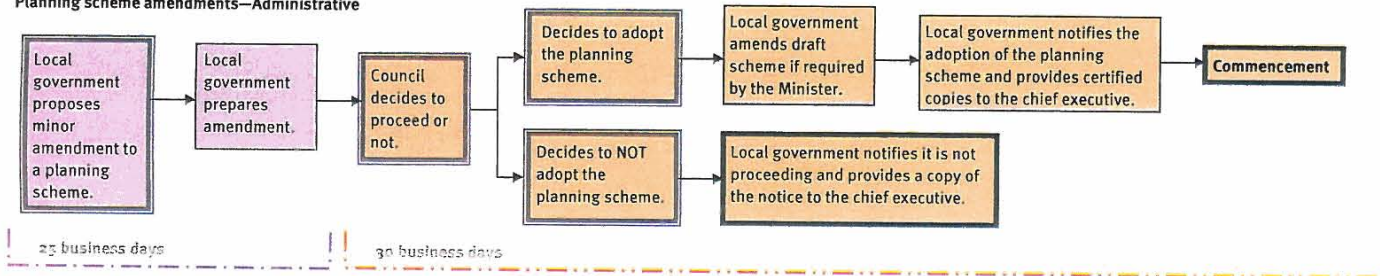 Planning scheme amendments—Administrative
Local
government
proposes
minor
amendment to
a planning
scheme.
Local
government
prepares
amendment.
Council
decides to
proceed or
not.
Decides to adopt
the planning
scheme.
Local government
amends draft
scheme if required
by the Minister.
Local government notifies the
adoption of the planning
scheme and provides certified
copies to the chief executive.
Commencement
Decides to NOT
adopt the
planning scheme.
Local government notifies it is not
proceeding and provides a copy of
the notice to the chief executive.
business days
30 business days